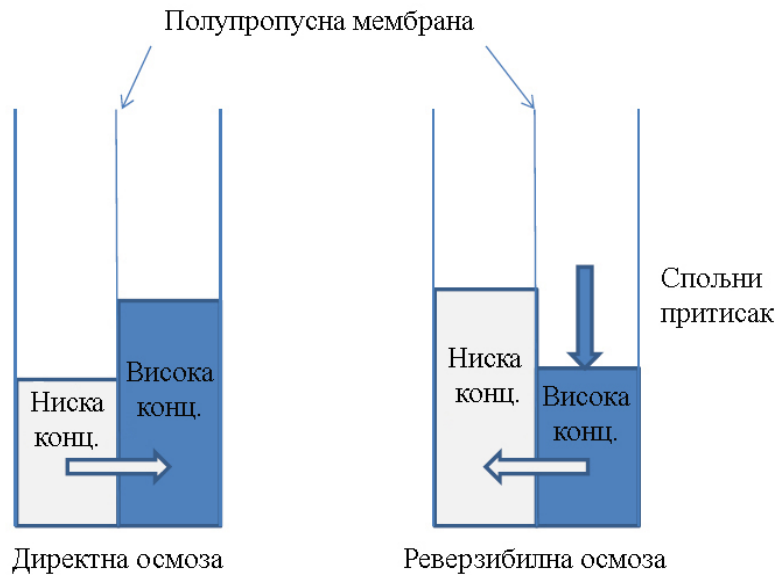 Полупропусна мембрана
Спољни
притисак
Ниска
конц.
Висока
конц.
Ниска
конц.
Висока
конц.
Директна осмоза
Реверзибилна осмоза